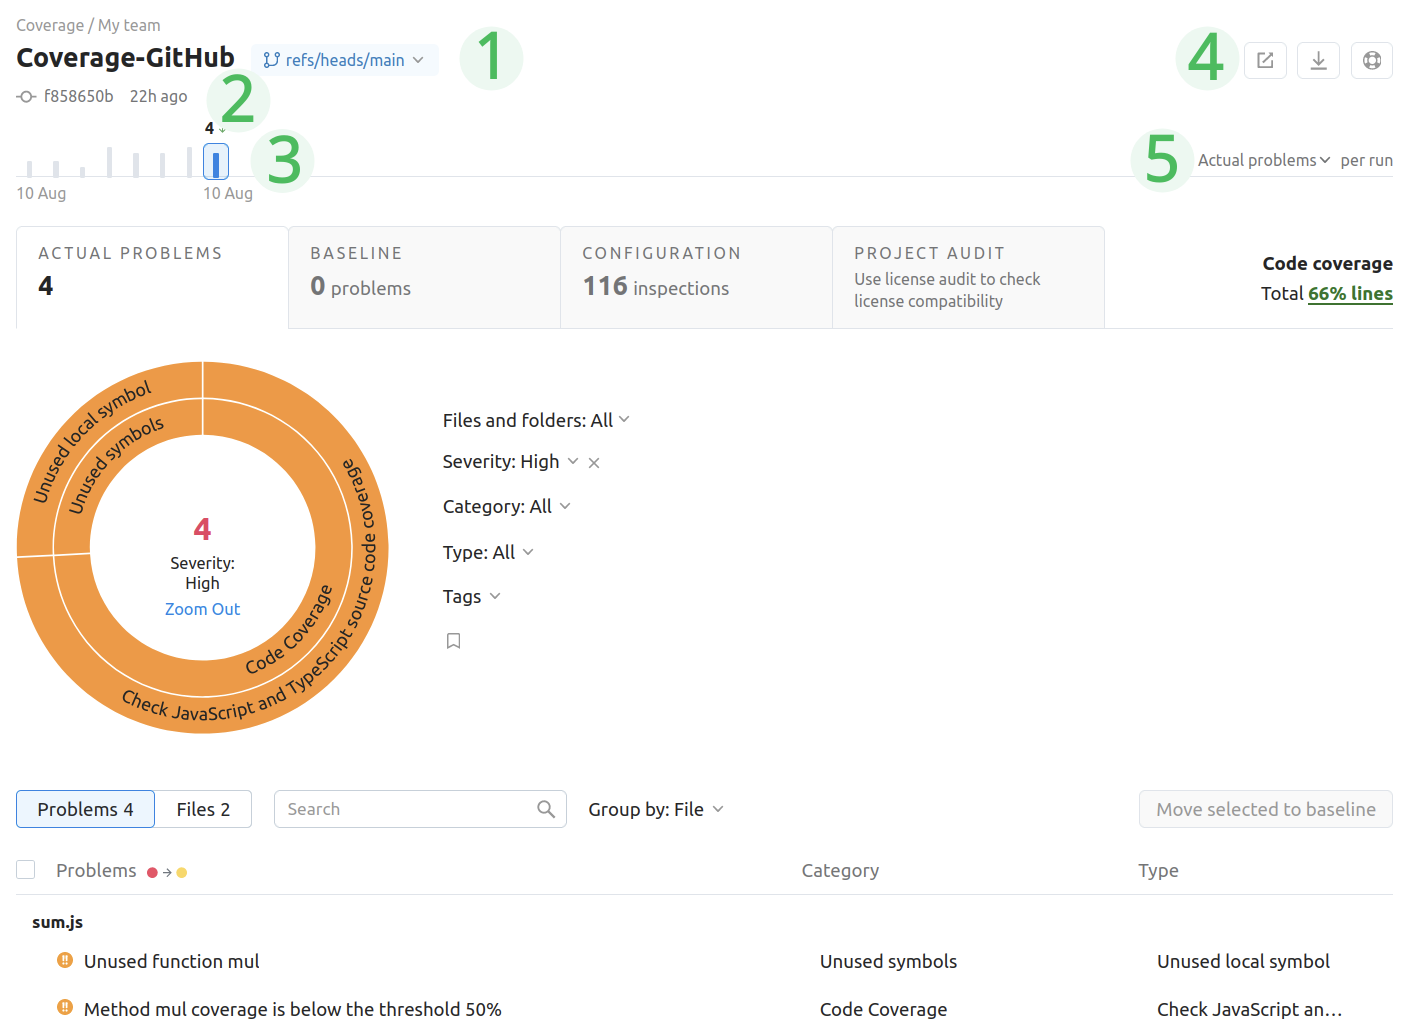 Coverage / My team
Coverage-GitHub
refs/heads/main
1
4
f858650b 22h ago
2
4
3
5
Actual problems per run
10 Aug
10 Aug
ACTUAL PROBLEMS
4
BASELINE
0 problems
CONFIGURATION
116 inspections
PROJECT AUDIT
Use license audit to check
license compatibility
Code coverage
Total 66% lines
Unused local symbol
Unused symbols
Code Coverage
Check JavaScript and TypeScript source code coverage
4
Severity:
High
Zoom Out
Files and folders: All
Severity: High
Category: All
Type: All
Tags
Problems 4
Files 2
Search
Group by: File
Move selected to baseline
Problems
Category
Type
sum.js
Unused function mul
Unused symbols
Unused local symbol
Method mul coverage is below the threshold 50%
Code Coverage
Check JavaScript an…